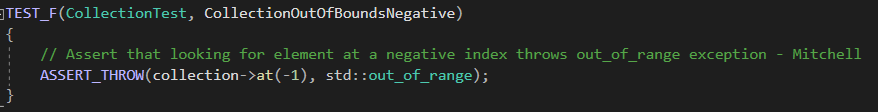 TEST_F(CollectionTest, CollectionOutOfBoundsNegative)
{
// Assert that looking for element at a negative index throws out_of_range exception - Mitchell
ASSERT_THROW(collection->at(-1), std::out_of_range);
}